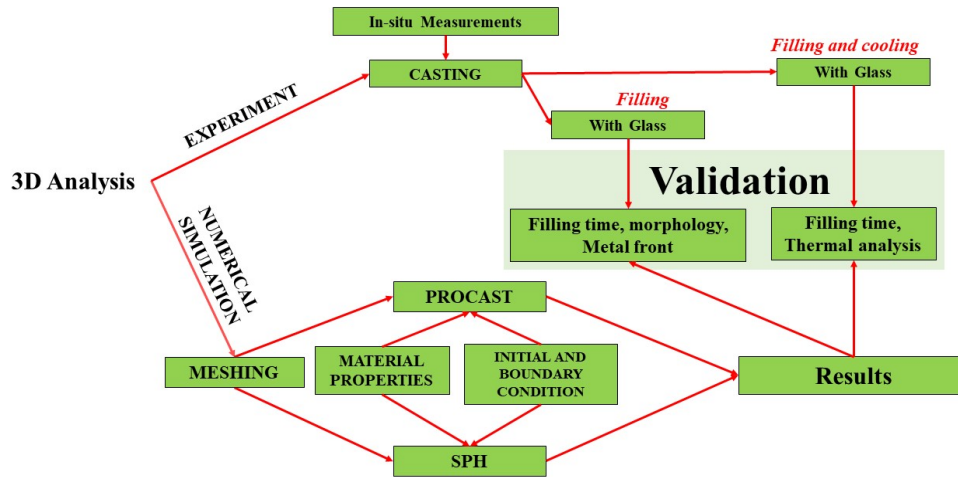 In-situ Measurements
Filling and cooling
CASTING
With Glass
EXPERIMENT
Filling
With Glass
3D Analysis
Validation
Filling time, morphology,
Metal front
Filling time,
Thermal analysis
NUMERICAL
SIMULATION
PROCAST
MESHING
MATERIAL
PROPERTIES
INITIAL AND
BOUNDARY
CONDITION
Results
SPH